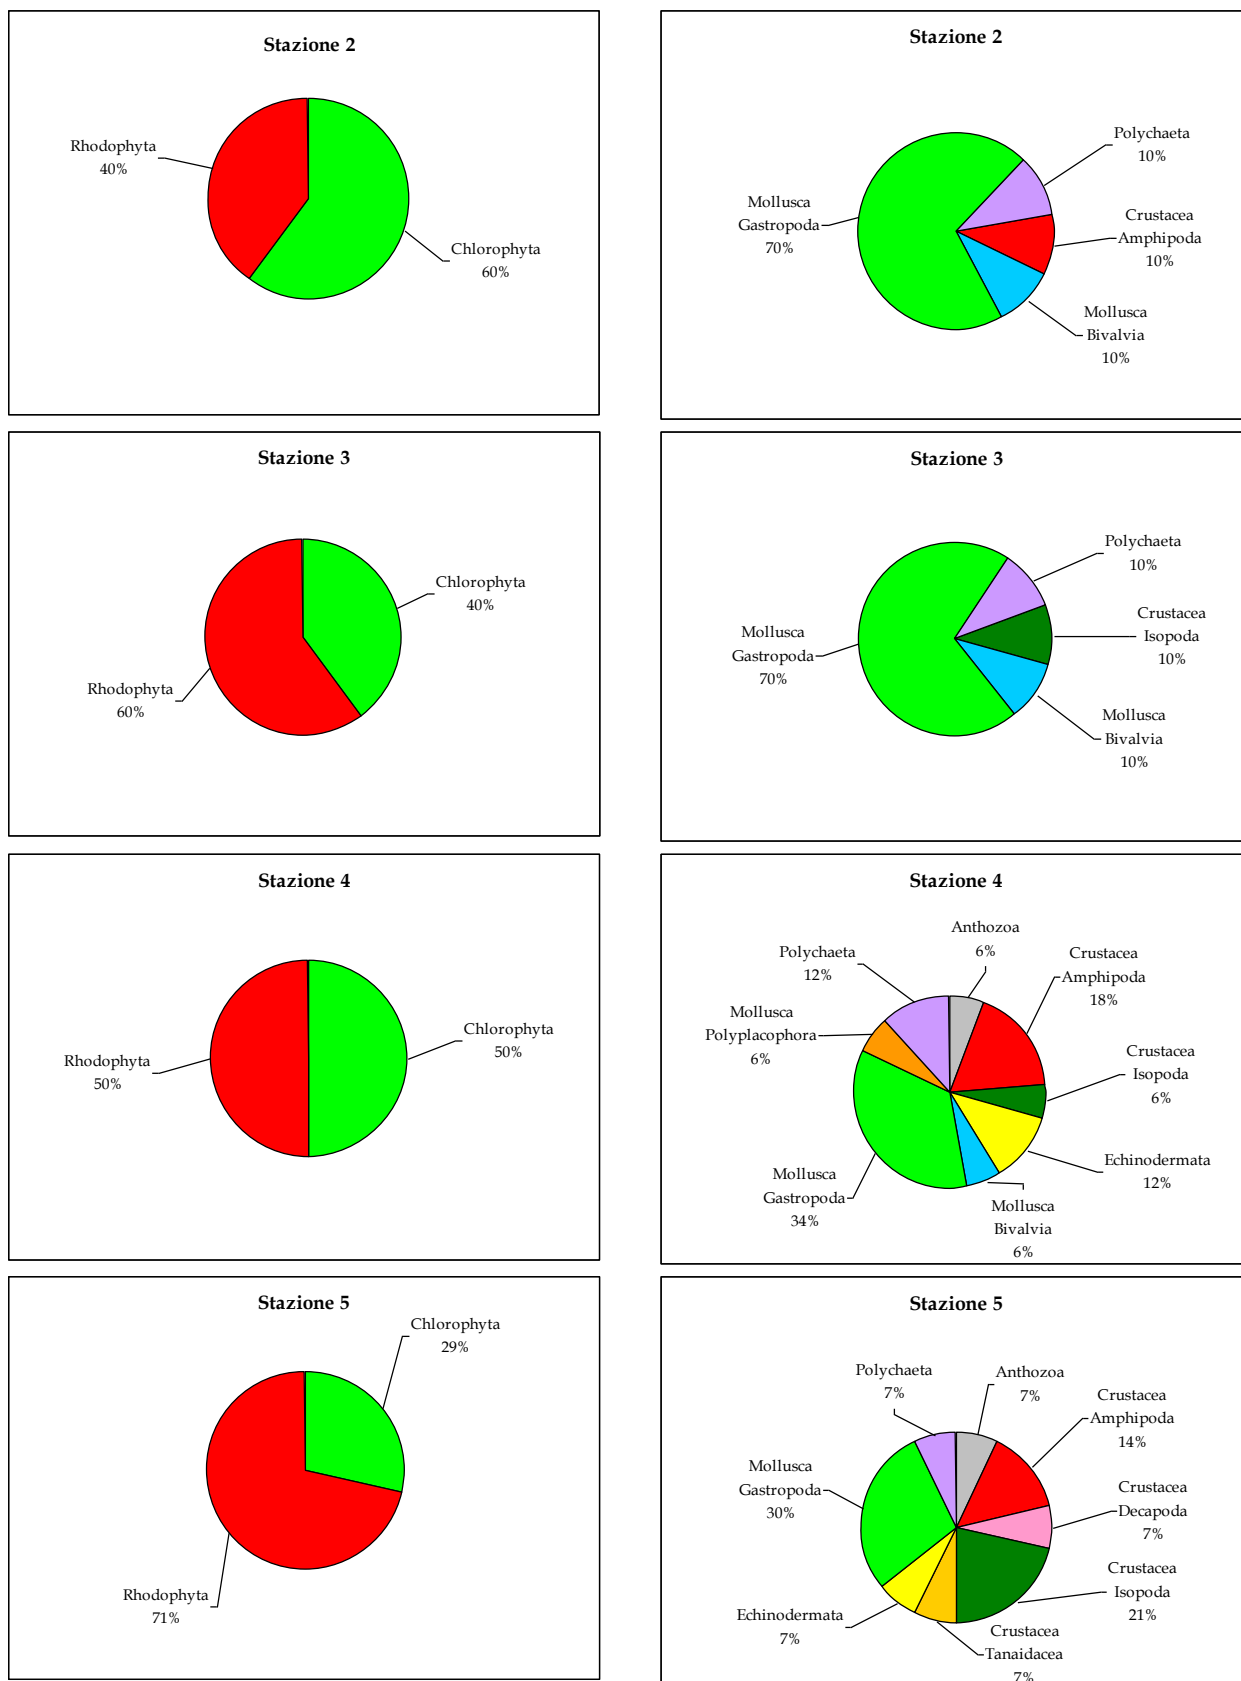 Stazione 2
Rhodophyta
40%
Chlorophyta
60%
Stazione 2
Polychaeta
10%
Mollusca
Gastropoda
70%
Crustacea
Amphipoda
10%
Mollusca
Bivalvia
10%
Stazione 3
Chlorophyta
40%
Rhodophyta
60%
Stazione 3
Polychaeta
10%
Crustacea
Isopoda
10%
Mollusca
Gastropoda
70%
Mollusca
Bivalvia
10%
Stazione 4
Chlorophyta
50%
Rhodophyta
50%
Stazione 4
Anthozoa
6%
Polychaeta
12%
Crustacea
Amphipoda
18%
Mollusca
Polyplacophora
6%
Crustacea
Isopoda
6%
Echinodermata
12%
Mollusca
Gastropoda
34%
Mollusca
Bivalvia
6%
Stazione 5
Chlorophyta
29%
Rhodophyta
71%
Stazione 5
Polychaeta
7%
Anthozoa
7%
Crustacea
Amphipoda
14%
Mollusca
Gastropoda
30%
Crustacea
Decapoda
7%
Crustacea
Isopoda
21%
Echinodermata
7%
Crustacea
Tanaidacea
7%